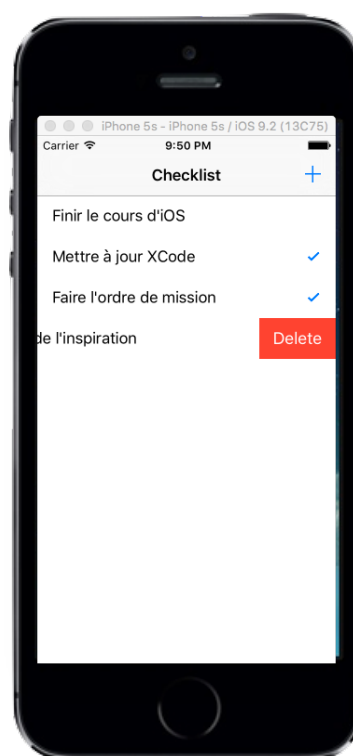 iPhone 5s - iPhone 5s / iOS 9.2 (13C75)
Carrier 9:50 PM
Checklist +
Finir le cours d'iOS
Mettre à jour XCode
Faire l'ordre de mission
de l'inspiration Delete